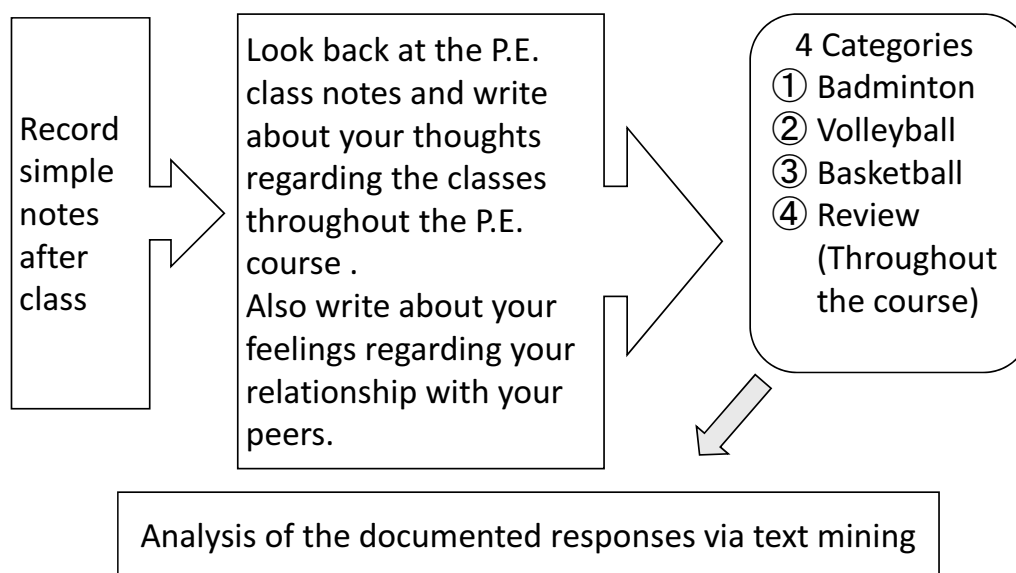 Record
simple
notes
after
class
Look back at the P.E.
class notes and write
about your thoughts
regarding the classes
throughout the P.E.
course .
Also write about your
feelings regarding your
relationship with your
peers.
4 Categories
① Badminton
② Volleyball
③ Basketball
④ Review
(Throughout
the course)
Analysis of the documented responses via text mining